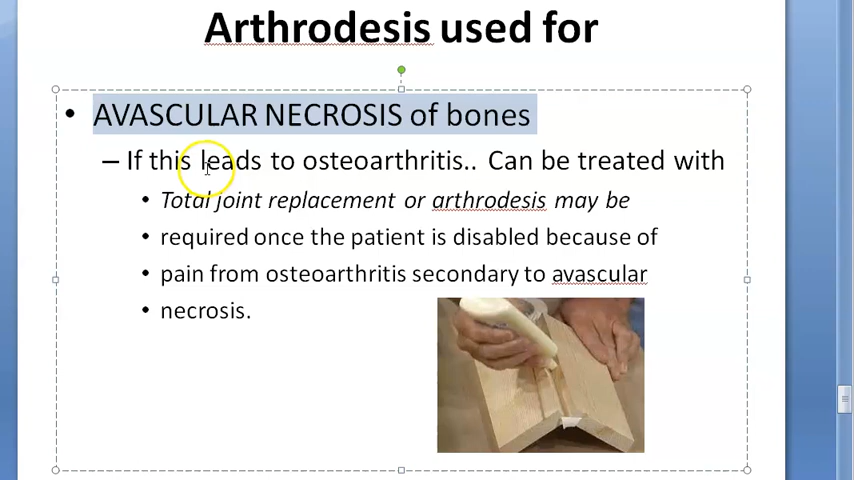 Arthrodesis used for
• AVASCULAR NECROSIS of bones
– If this leads to osteoarthritis.. Can be treated with
• Total joint replacement or arthrodesis may be
• required once the patient is disabled because of
• pain from osteoarthritis secondary to avascular
• necrosis.